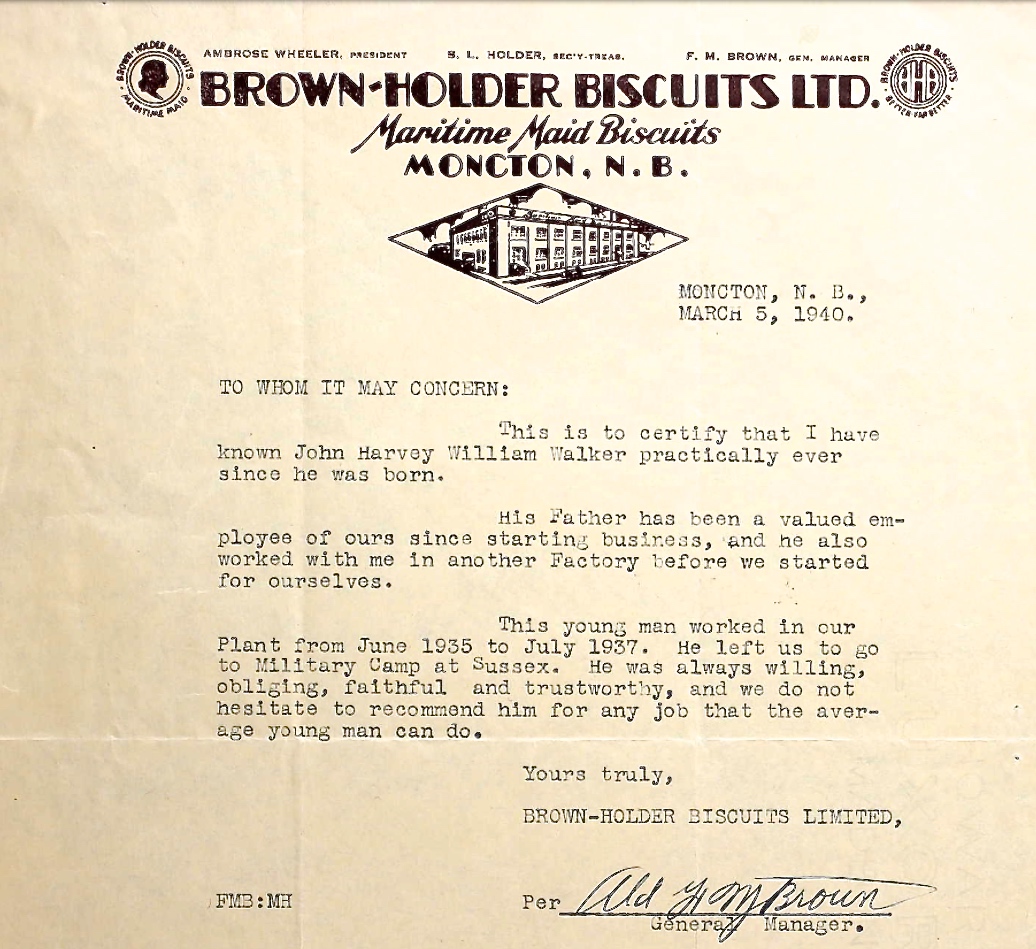 BROWN-HOLDER BISCUITS
MARITIME MAID
AMBROSE WHEELER, PRESIDENT S. L. HOLDER, SEC'Y-TREAS. F. M. BROWN, GEN. MANAGER
BROWN-HOLDER BISCUITS LTD.
BROWN-HOLDER BISCUITS
BHB
BETTER FAR BETTER
Maritime Maid Biscuits
MONCTON, N. B.
MONCTON, N. B.,
MARCH 5, 1940.
TO WHOM IT MAY CONCERN:
This is to certify that I have
known John Harvey William Walker practically ever
since he was born.
His Father has been a valued em-
ployee of ours since starting business, and he also
worked with me in another Factory before we started
for ourselves.
This young man worked in our
Plant from June 1935 to July 1937. He left us to go
to Military Camp at Sussex. He was always willing,
obliging, faithful and trustworthy, and we do not
hesitate to recommend him for any job that the aver-
age young man can do.
Yours truly,
BROWN-HOLDER BISCUITS LIMITED,
FMB:MH
Per Ald F M Brown
General Manager.